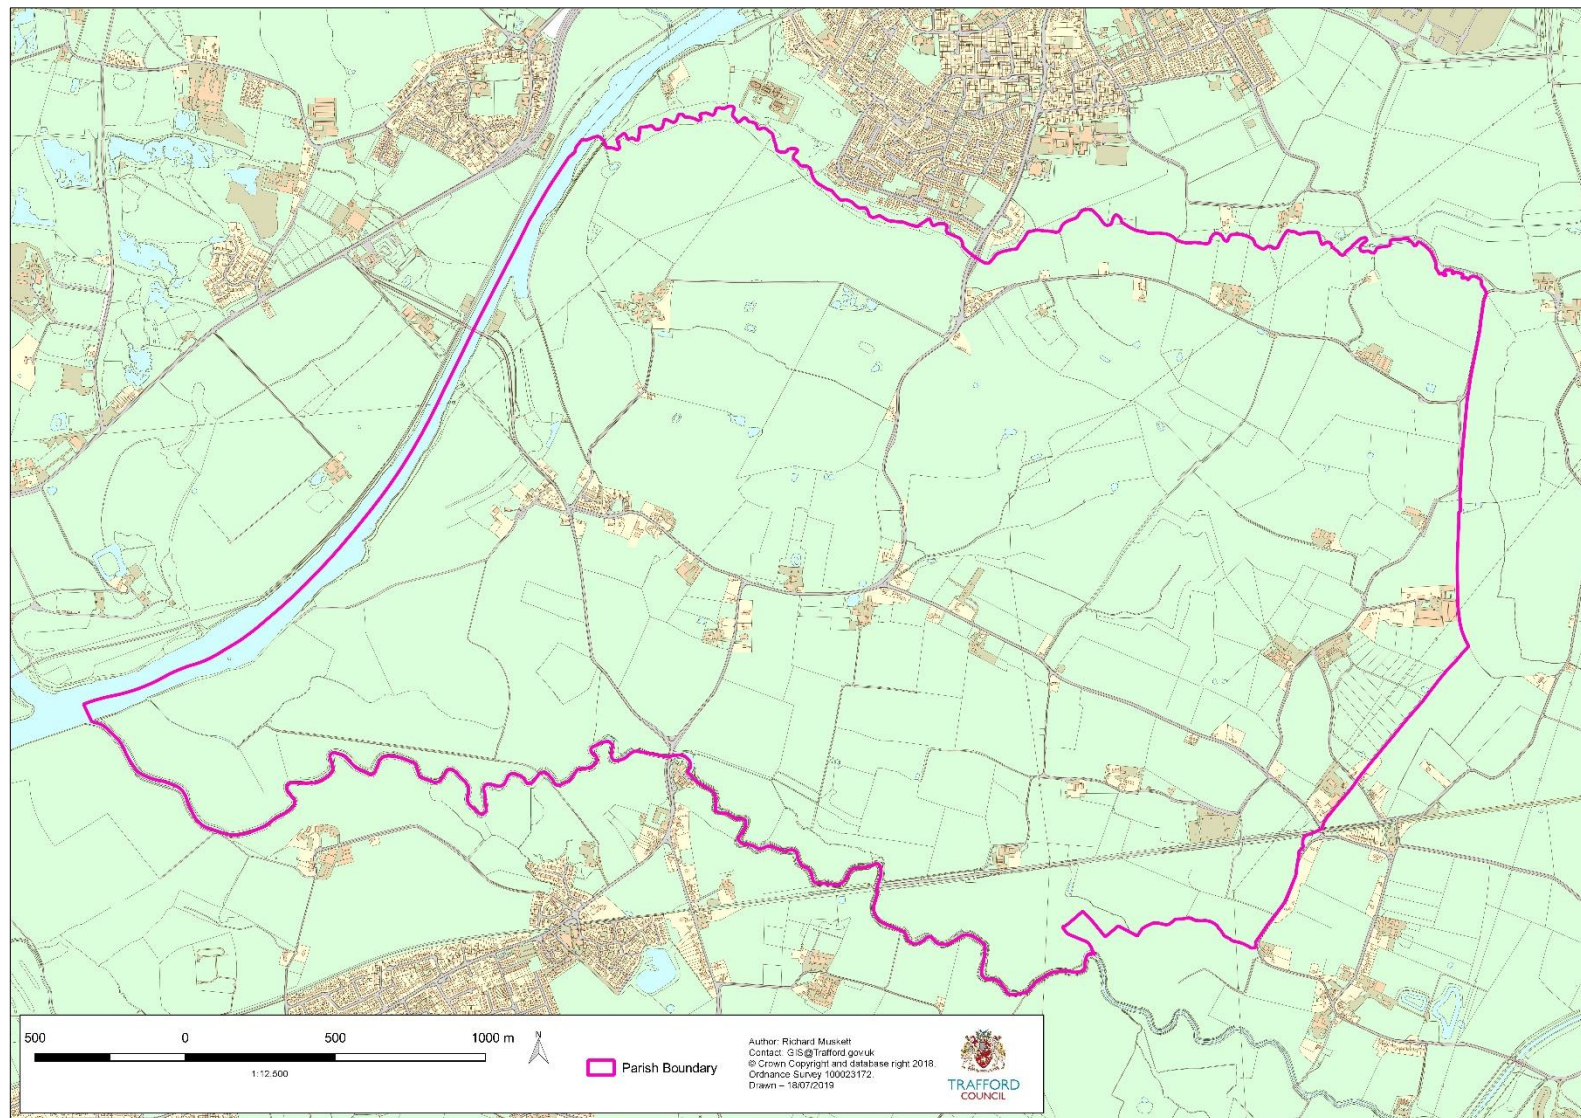 500 0 500 1000 m
1:12.500
N
Parish Boundary
Author: Richard Muskett
Contact: GIS@Trafford.gov.uk
© Crown Copyright and database right 2018.
Ordnance Survey 100023172.
Drawn – 18/07/2019
TRAFFORD
COUNCIL